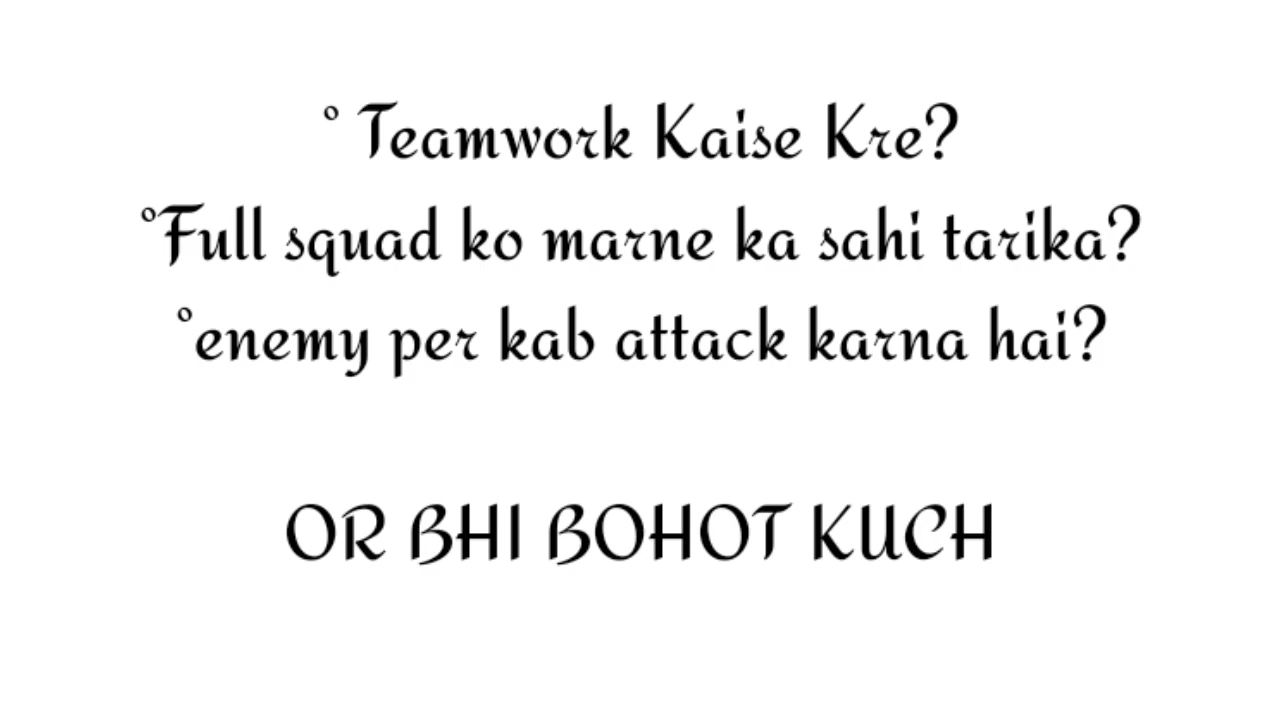 ° Teamwork Kaise Kre?
°Full squad ko marne ka sahi tarika?
°enemy per kab attack karna hai?
OR BHI BOHOT KUCH